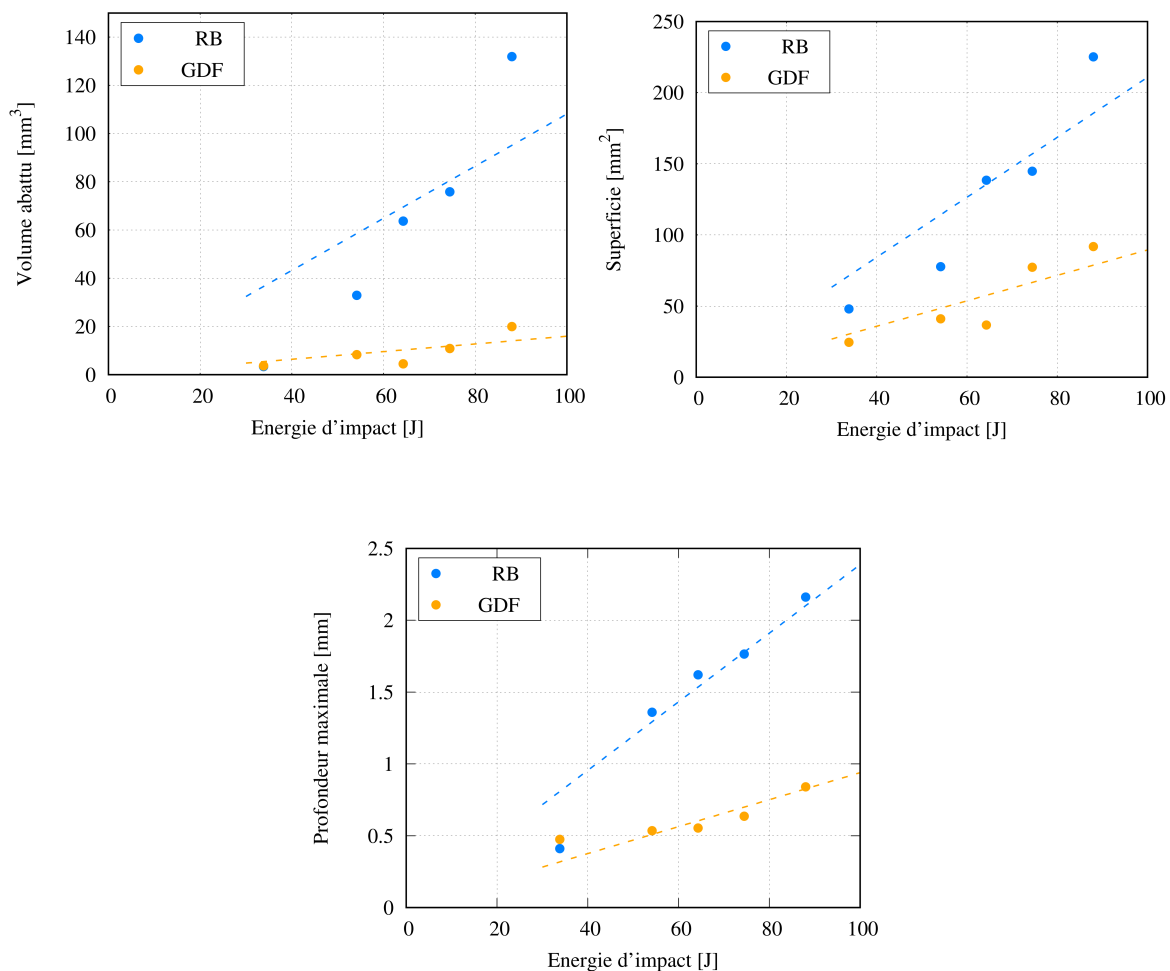 Volume abattu [mm³]
140
120
100
80
60
40
20
0
RB
GDF
0 20 40 60 80 100
Energie d’impact [J]
Superficie [mm²]
250
200
150
100
50
0
RB
GDF
0 20 40 60 80 100
Energie d’impact [J]
Profondeur maximale [mm]
2.5
2
1.5
1
0.5
0
RB
GDF
0 20 40 60 80 100
Energie d’impact [J]